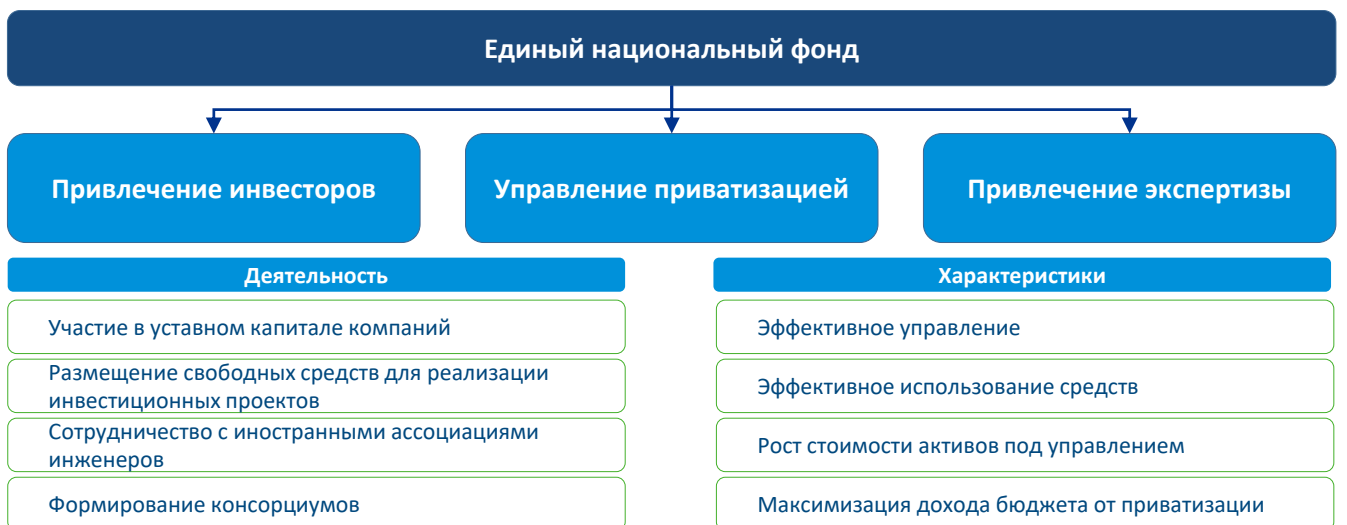 Единый национальный фонд
Привлечение инвесторов
Управление приватизацией
Привлечение экспертизы
Деятельность
Участие в уставном капитале компаний
Размещение свободных средств для реализации
инвестиционных проектов
Сотрудничество с иностранными ассоциациями
инженеров
Формирование консорциумов
Характеристики
Эффективное управление
Эффективное использование средств
Рост стоимости активов под управлением
Максимизация дохода бюджета от приватизации